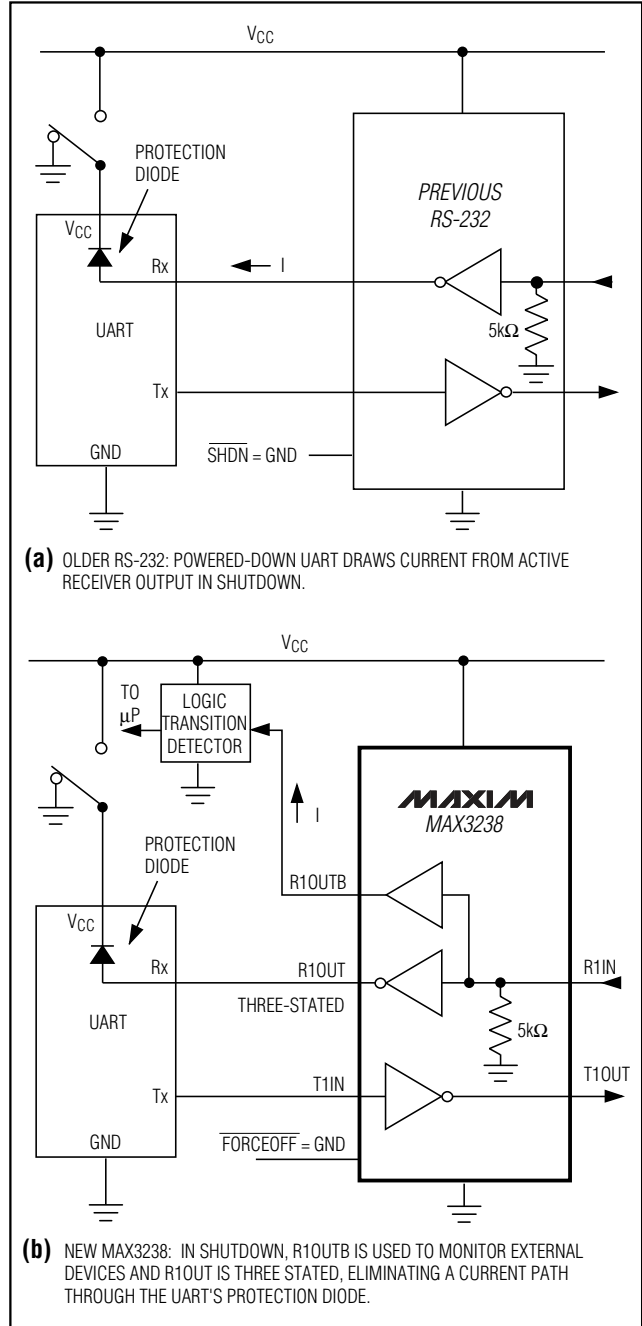 VCC
PROTECTION
DIODE
VCC
Rx
I
UART
Tx
GND
PREVIOUS
RS-232
5kΩ
SHDN = GND
(a) OLDER RS-232: POWERED-DOWN UART DRAWS CURRENT FROM ACTIVE
RECEIVER OUTPUT IN SHUTDOWN.
VCC
TO
µP
LOGIC
TRANSITION
DETECTOR
I
PROTECTION
DIODE
MAXIM
MAX3238
R1OUTB
VCC
Rx
R1OUT
R1IN
THREE-STATED
UART
5kΩ
Tx
T1IN
T1OUT
GND
FORCEOFF = GND
(b) NEW MAX3238: IN SHUTDOWN, R1OUTB IS USED TO MONITOR EXTERNAL
DEVICES AND R1OUT IS THREE STATED, ELIMINATING A CURRENT PATH
THROUGH THE UART'S PROTECTION DIODE.